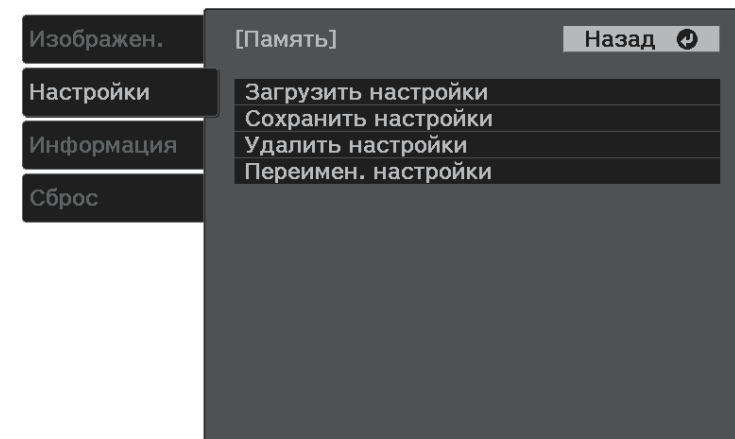 Изображен.
Настройки
Информация
Сброс
[Память]
Назад
Загрузить настройки
Сохранить настройки
Удалить настройки
Переимен. настройки